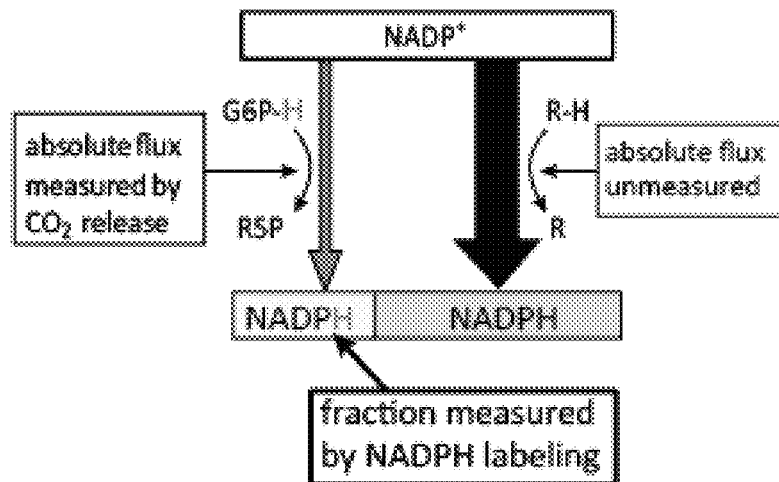 NADP⁺
G6P-H
R-H
absolute flux
measured by
CO₂ release
absolute flux
unmeasured
R5P
R
NADPH
NADPH
fraction measured
by NADPH labeling